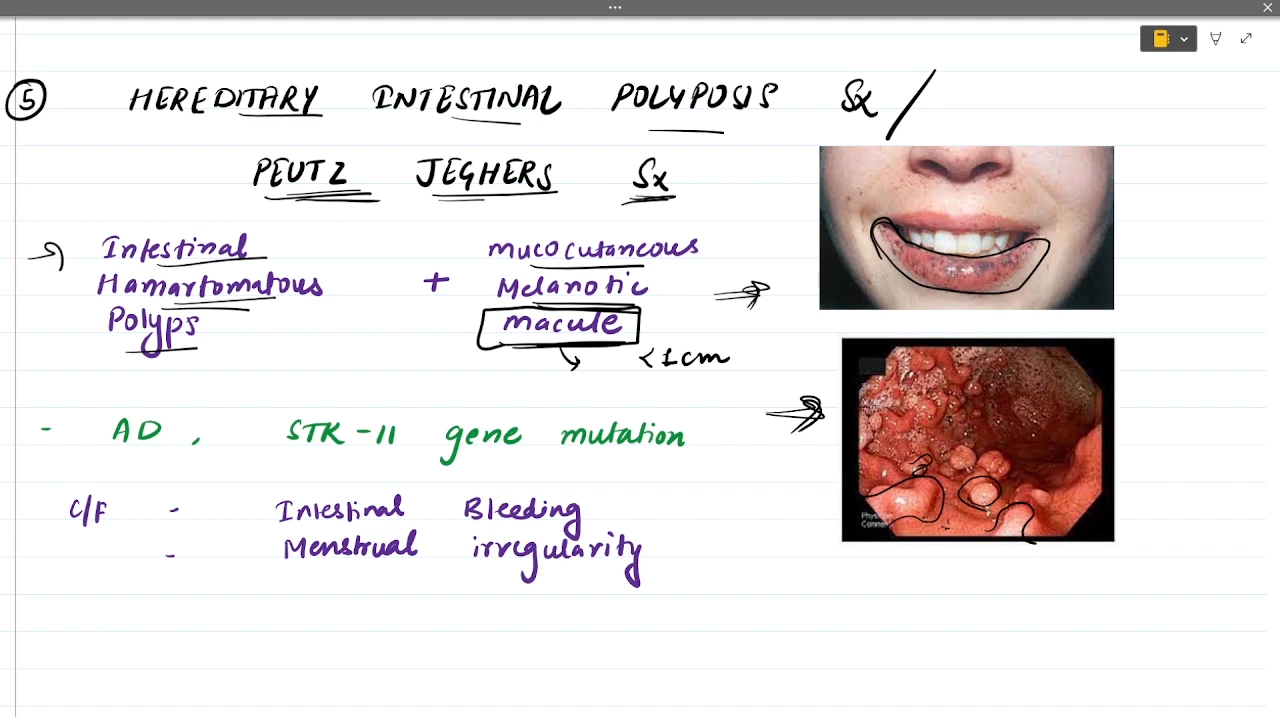 5 HEREDITARY INTESTINAL POLYPOSIS Sx /
PEUTZ JEGHERS Sx
Intestinal
Hamartomatous
Polyps
+
mucocutaneous
Melanotic
macule
<1cm
- AD, STK-11 gene mutation
C/F - Intestinal Bleeding
- Menstrual irregularity